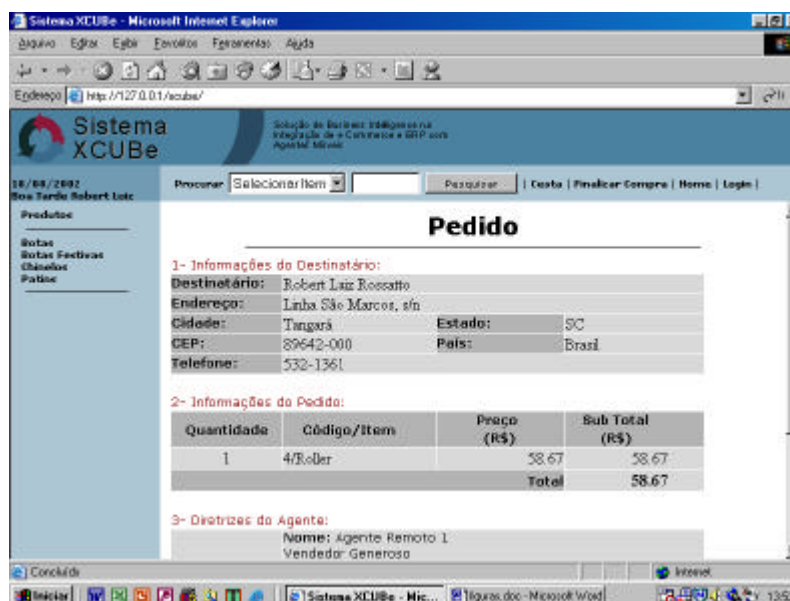 Sistema XCUBe - Microsoft Internet Explorer
Arquivo Editar Exibir Favoritos Ferramentas Ajuda
Endereço http://127.0.0.1/xcube/
Sistema
XCUBe
Solução de Business Intelligence na
Integração de e-Commerce e ERP com
Agentes Móveis
Boa Tarde Robert Luiz
Procurar Selecionar Item Pesquisar | Cesta | Finalizar Compra | Home | Login |
Produtos
Botas
Botas Festivas
Chinelos
Patins
Pedido
1- Informações do Destinatário:
Destinatário: Robert Luiz Rossatto
Endereço: Linha São Marcos, s/n
Cidade: Tangará Estado: SC
CEP: 89642-000 País: Brasil
Telefone: 532-1361
2- Informações do Pedido:
Quantidade Código/Item Preço (R$) Sub Total (R$)
1 4/Roller 58.67 58.67
Total 58.67
3- Diretrizes do Agente:
Nome: Agente Remoto 1
Vendedor Generoso
Concluído Internet
Iniciar Sistema XCUBe - Mic... figuras.doc - Microsoft Word